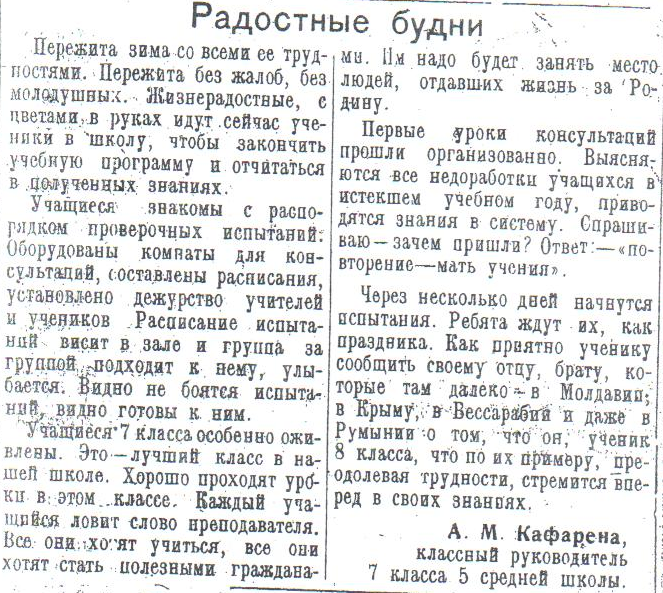 Радостные будни
Пережита зима со всеми ее труд-
ностями. Пережита без жалоб, без
молодушных. Жизнерадостные, с
цветами в руках идут сейчас уче-
ники в школу, чтобы закончить
учебную программу и отчитаться
в полученных знаниях.
Учащиеся знакомы с распо-
рядком проверочных испытаний.
Оборудованы комнаты для кон-
сультаций, составлены расписания,
установлено дежурство учителей
и учеников Расписание испыта-
ний висит в зале и группа за
группой подходит к нему, улы-
бается. Видно не боятся испыта-
ний, видно готовы к ним.
Учащиеся 7 класса особенно ожи-
влены. Это—лучший класс в на-
шей школе. Хорошо проходят уро-
ки в этом классе. Каждый уча-
щийся ловит слово преподавателя.
Все они хотят учиться, все они
хотят стать полезными граждана-
ми. Им надо будет занять место
людей, отдавших жизнь за Ро-
дину.
Первые уроки консультаций
прошли организованно. Выясня-
ются все недоработки учащихся в
истекшем учебном году, приво-
дятся знания в систему. Спраши-
ваю—зачем пришли? Ответ:—«по-
вторение—мать учения».
Через несколько дней начнутся
испытания. Ребята ждут их, как
праздника. Как приятно ученику
сообщить своему отцу, брату, ко-
торые там далеко—в Молдавии;
в Крыму, в Бессарабии и даже в
Румынии о том, что он, ученик
8 класса, что по их примеру, пре-
одолевая трудности, стремится впе-
ред в своих знаниях.
А. М. Кафарена,
классный руководитель
7 класса 5 средней школы.